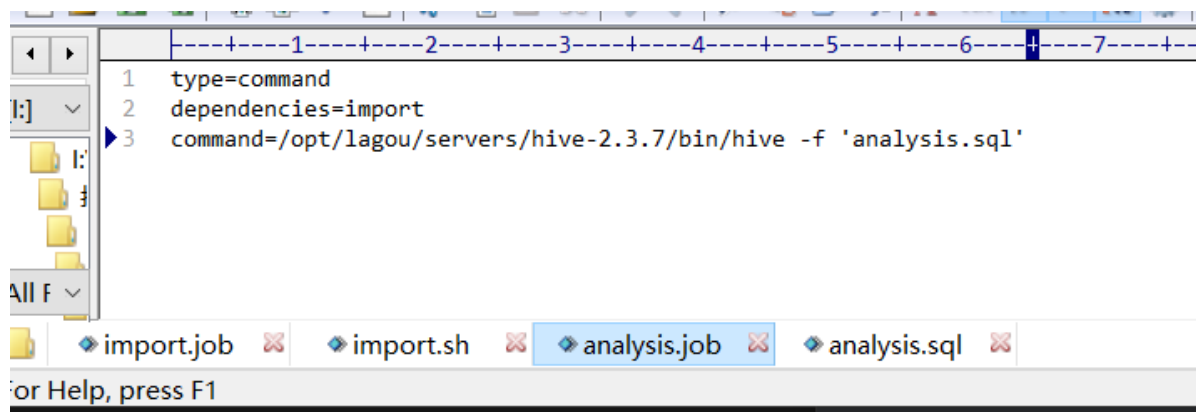 ----+----1----+----2----+----3----+----4----+----5----+----6----+----7----+--
1 type=command
2 dependencies=import
3 command=/opt/lagou/servers/hive-2.3.7/bin/hive -f 'analysis.sql'
I:]
I:\
All F
import.job
import.sh
analysis.job
analysis.sql
For Help, press F1